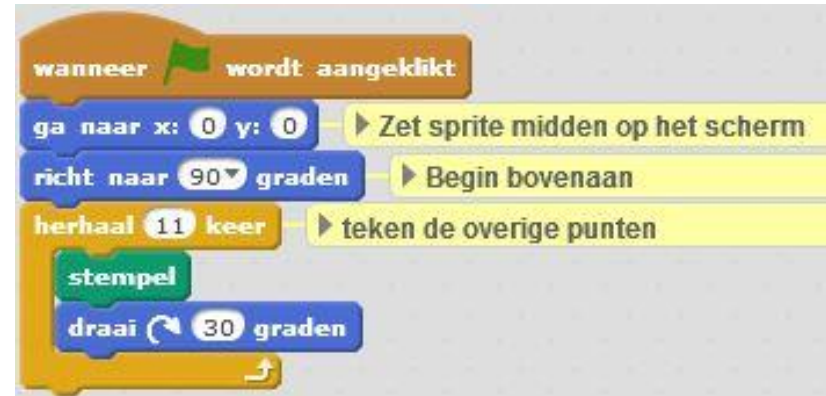 wanneer wordt aangeklikt
ga naar x: 0 y: 0 Zet sprite midden op het scherm
richt naar 90 graden Begin bovenaan
herhaal 11 keer teken de overige punten
stempel
draai 30 graden